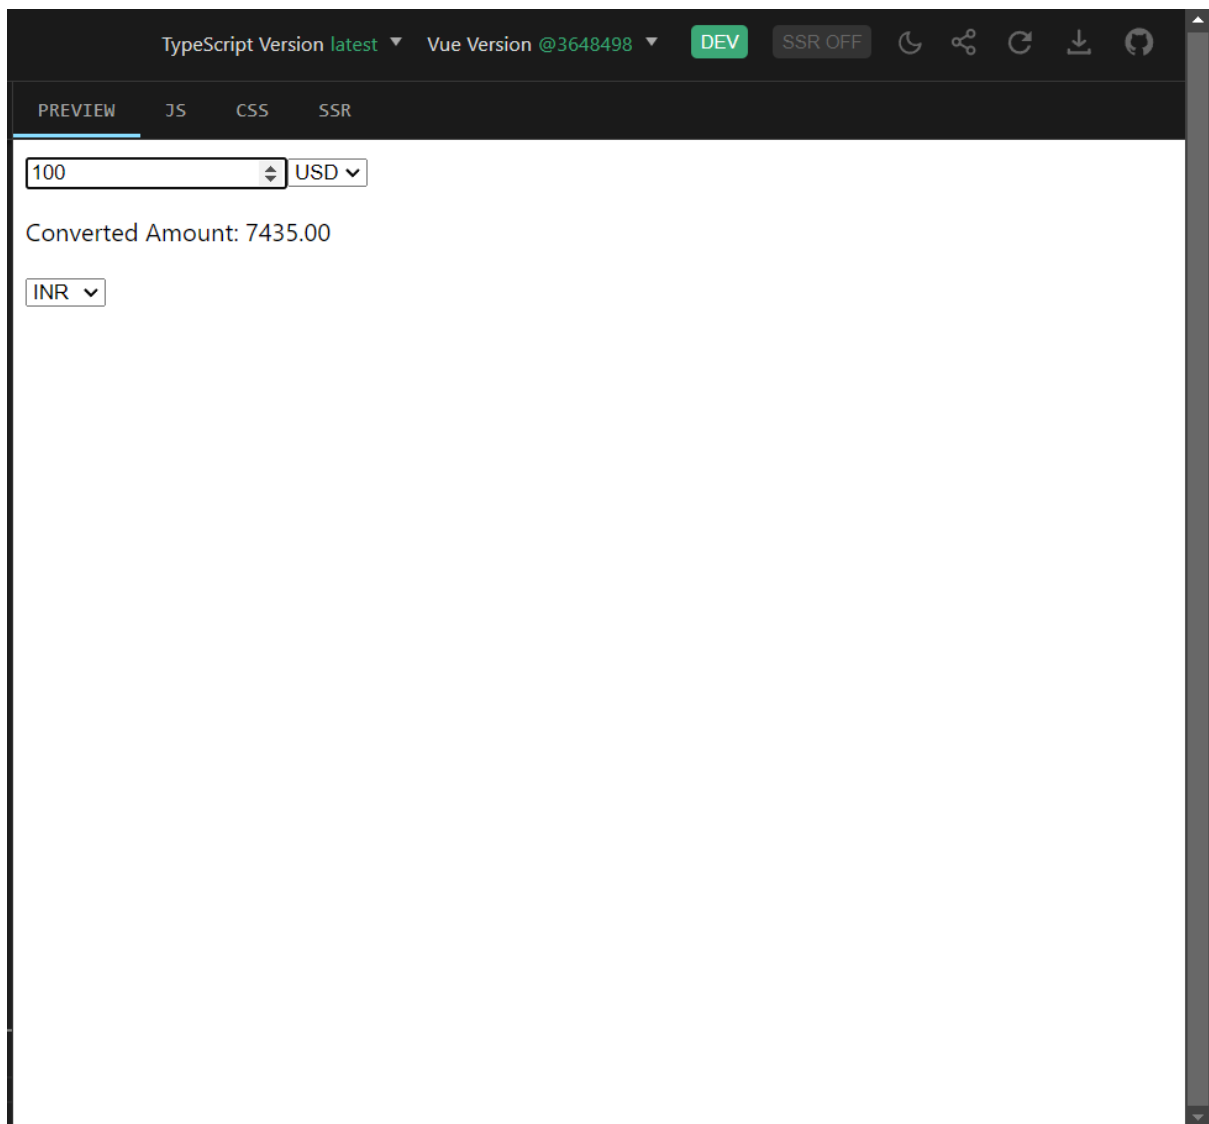 TypeScript Version latest Vue Version @3648498 DEV SSR OFF
PREVIEW JS CSS SSR
100 USD
Converted Amount: 7435.00
INR